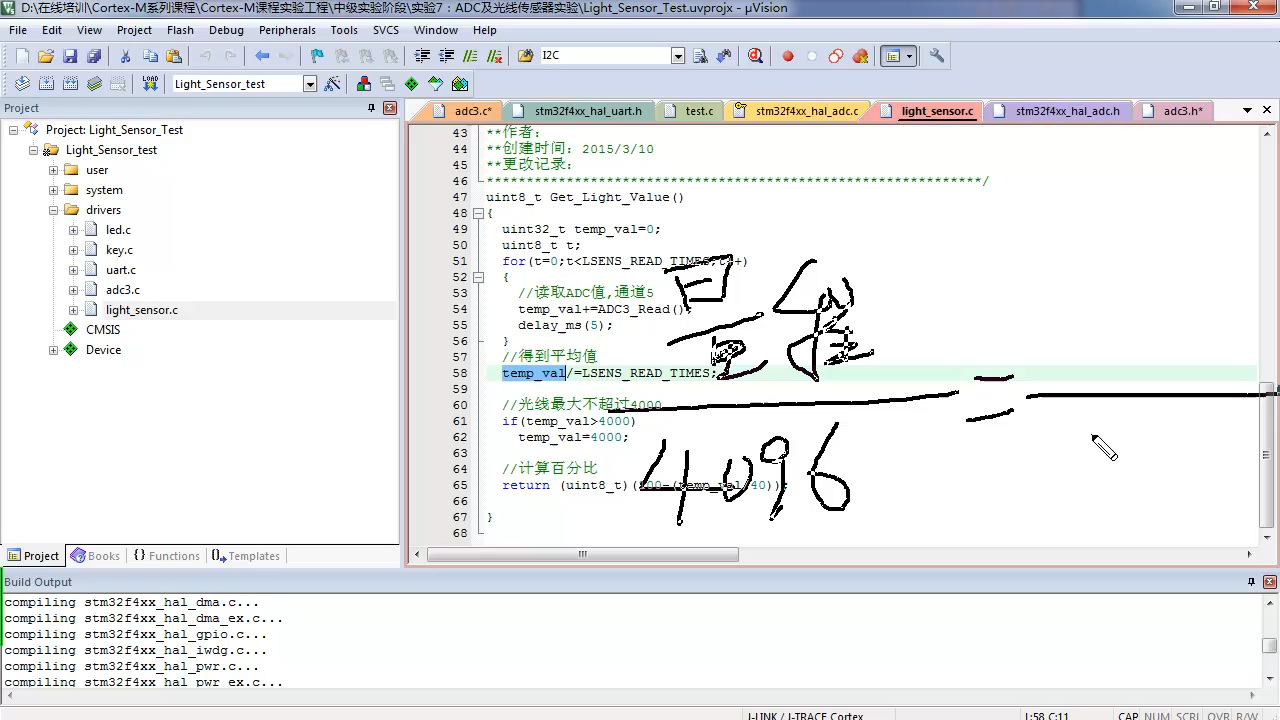 D:\在线培训\Cortex-M系列课程\Cortex-M课程实验工程\中级实验阶段\实验7：ADC及光线传感器实验\Light_Sensor_Test.uvprojx - µVision
File Edit View Project Flash Debug Peripherals Tools SVCS Window Help
I2C
LOAD Light_Sensor_test
Project
adc3.c* stm32f4xx_hal_uart.h test.c stm32f4xx_hal_adc.c light_sensor.c stm32f4xx_hal_adc.h adc3.h*
Project: Light_Sensor_Test
Light_Sensor_test
user
system
drivers
led.c
key.c
uart.c
adc3.c
light_sensor.c
CMSIS
Device
43 **作者：
44 **创建时间：2015/3/10
45 **更改记录：
46 **************************************************************/
47 uint8_t Get_Light_Value()
48 {
49 uint32_t temp_val=0;
50 uint8_t t;
51 for(t=0;t<LSENS_READ_TIMES;t++)
52 {
53 //读取ADC值,通道5
54 temp_val+=ADC3_Read();
55 delay_ms(5);
56 }
57 //得到平均值
58 temp_val/=LSENS_READ_TIMES;
59
60 //光线最大不超过4000
61 if(temp_val>4000)
62 temp_val=4000;
63
64 //计算百分比
65 return (uint8_t)(100-(temp_val/40));
66
67 }
68
量程
4096
=
Project Books Functions Templates
Build Output
compiling stm32f4xx_hal_dma.c...
compiling stm32f4xx_hal_dma_ex.c...
compiling stm32f4xx_hal_gpio.c...
compiling stm32f4xx_hal_iwdg.c...
compiling stm32f4xx_hal_pwr.c...
compiling stm32f4xx_hal_pwr_ex.c...
J-LINK / J-TRACE Cortex L:58 C:11 CAP NUM SCRL OVR R/W